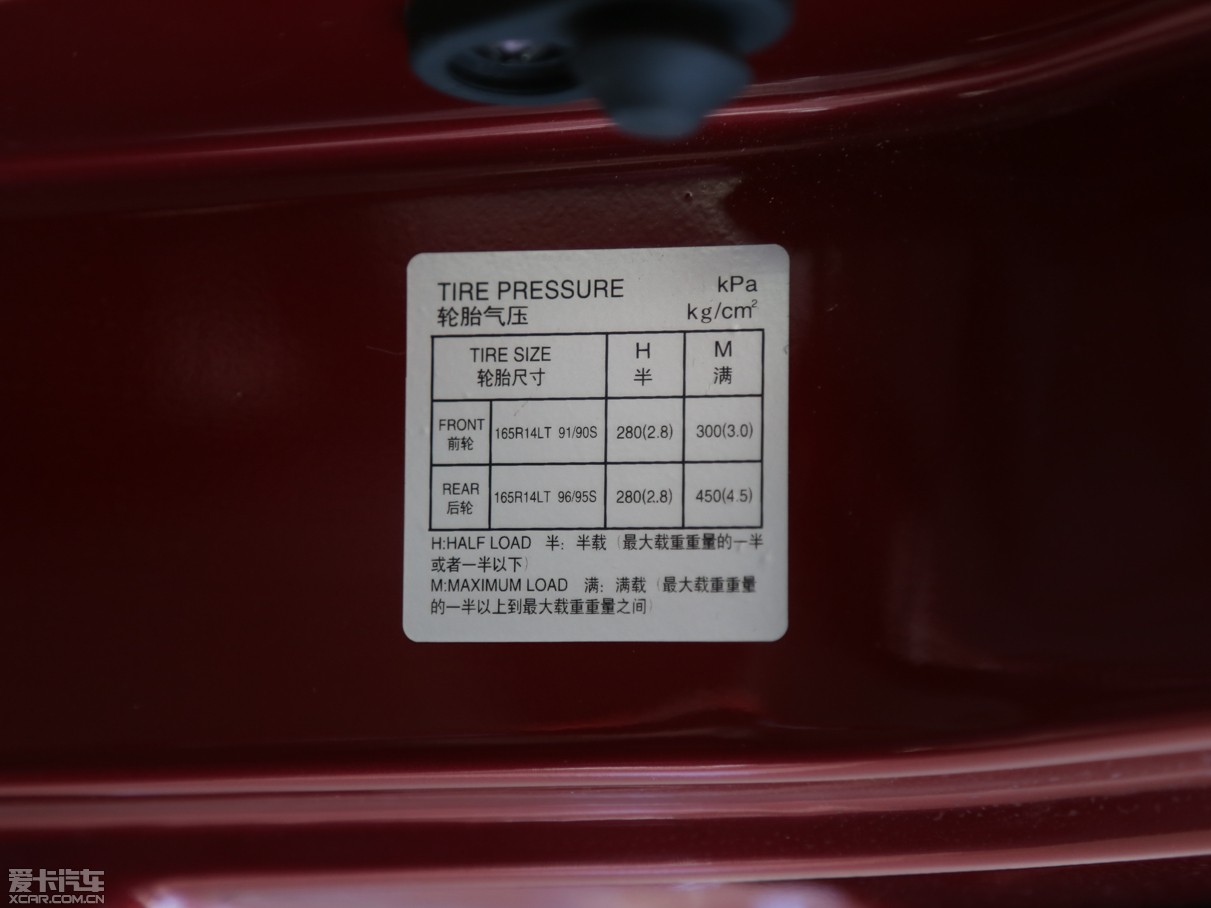 TIRE PRESSURE kPa
轮胎气压 kg/cm²
TIRE SIZE H M
轮胎尺寸 半 满
FRONT
前轮 165R14LT 91/90S 280(2.8) 300(3.0)
REAR
后轮 165R14LT 96/95S 280(2.8) 450(4.5)
H:HALF LOAD 半：半载（最大载重重量的一半
或者一半以下）
M:MAXIMUM LOAD 满：满载（最大载重重量
的一半以上到最大载重重量之间）
爱卡汽车
XCAR.COM.CN